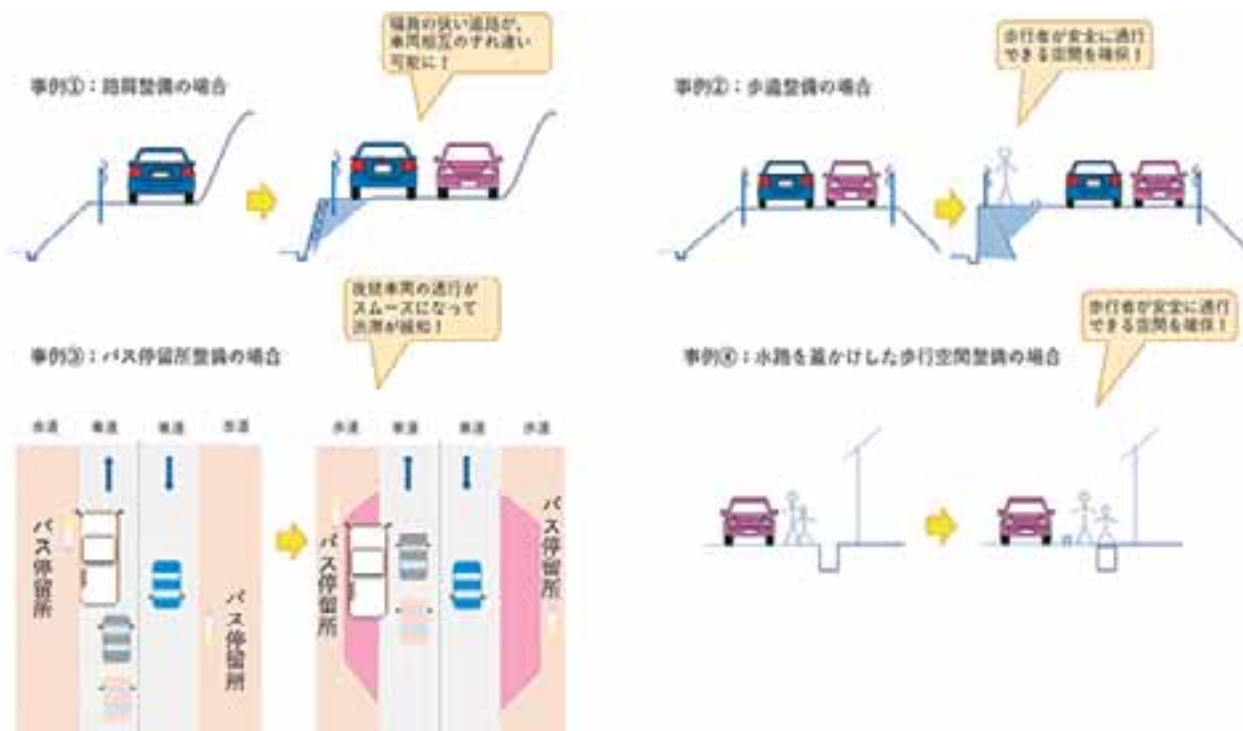 幅員の狭い道路が、
車両相互のすれ違い
可能に！
事例①：路肩整備の場合
歩行者が安全に通行
できる空間を確保！
事例②：歩道整備の場合
後続車両の通行が
スムーズになって
渋滞が緩和！
事例③：バス停留所整備の場合
歩道 車道 車道 歩道
バス停留所
バス停留所
歩道 車道 車道 歩道
バス停留所
バス停留所
歩行者が安全に通行
できる空間を確保！
事例④：水路を蓋かけした歩行空間整備の場合